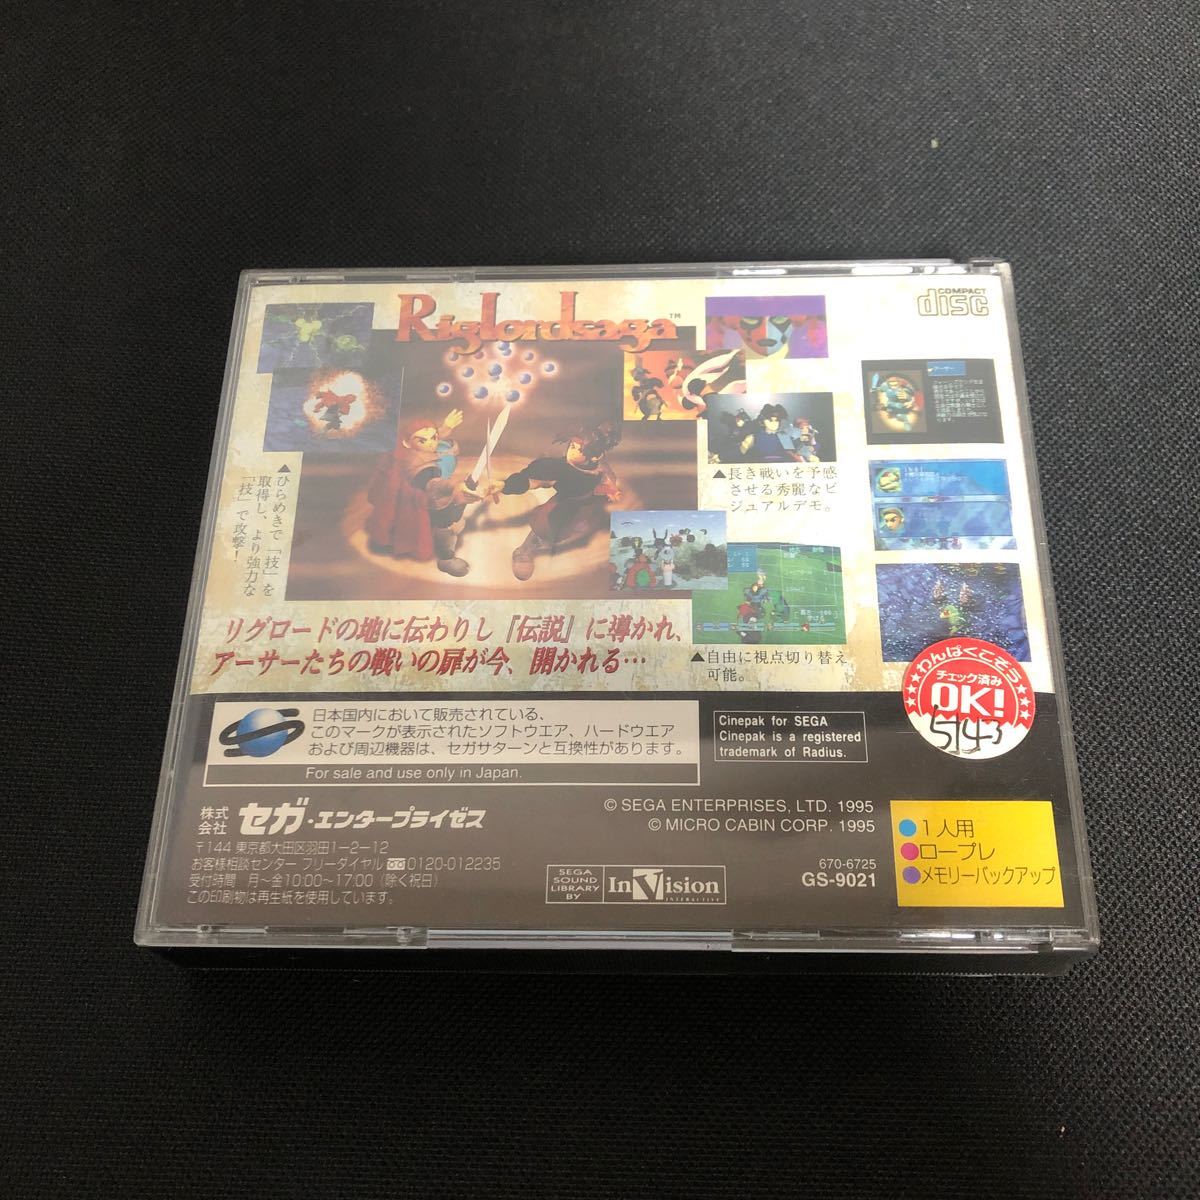 Riglordsaga™
COMPACT
disc
▲ひらめきで「技」を
取得し、より強力な
「技」で攻撃!
▲長き戦いを予感
させる秀麗なビ
ジュアルデモ。
アーサー
▲自由に視点切り替え
可能。
リグロードの地に伝わりし『伝説』に導かれ、
アーサーたちの戦いの扉が今、開かれる…
わんぱくこぞう
チェック済み
OK!
5143
日本国内において販売されている、
このマークが表示されたソフトウエア、ハードウエア
および周辺機器は、セガサターンと互換性があります。
For sale and use only in Japan.
Cinepak for SEGA
Cinepak is a registered
trademark of Radius.
株式会社 セガ・エンタープライゼス
〒144 東京都大田区羽田1-2-12
お客様相談センター フリーダイヤル 0120-012235
受付時間 月〜金10:00〜17:00(除く祝日)
この印刷物は再生紙を使用しています。
© SEGA ENTERPRISES, LTD. 1995
© MICRO CABIN CORP. 1995
670-6725
GS-9021
SEGA
SOUND
LIBRARY
BY
InVision
INTERACTIVE
1人用
ロープレ
メモリーバックアップ